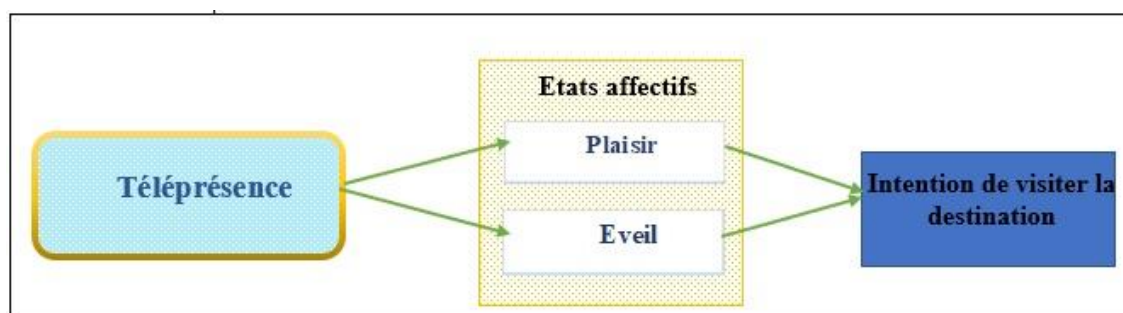 Etats affectifs
Téléprésence
Plaisir
Eveil
Intention de visiter la
destination